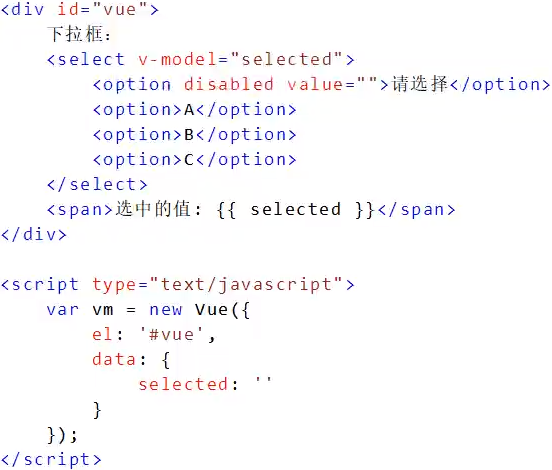 <div id="vue">
    下拉框：
    <select v-model="selected">
        <option disabled value="">请选择</option>
        <option>A</option>
        <option>B</option>
        <option>C</option>
    </select>
    <span>选中的值: {{ selected }}</span>
</div>

<script type="text/javascript">
    var vm = new Vue({
        el: '#vue',
        data: {
            selected: ''
        }
    });
</script>